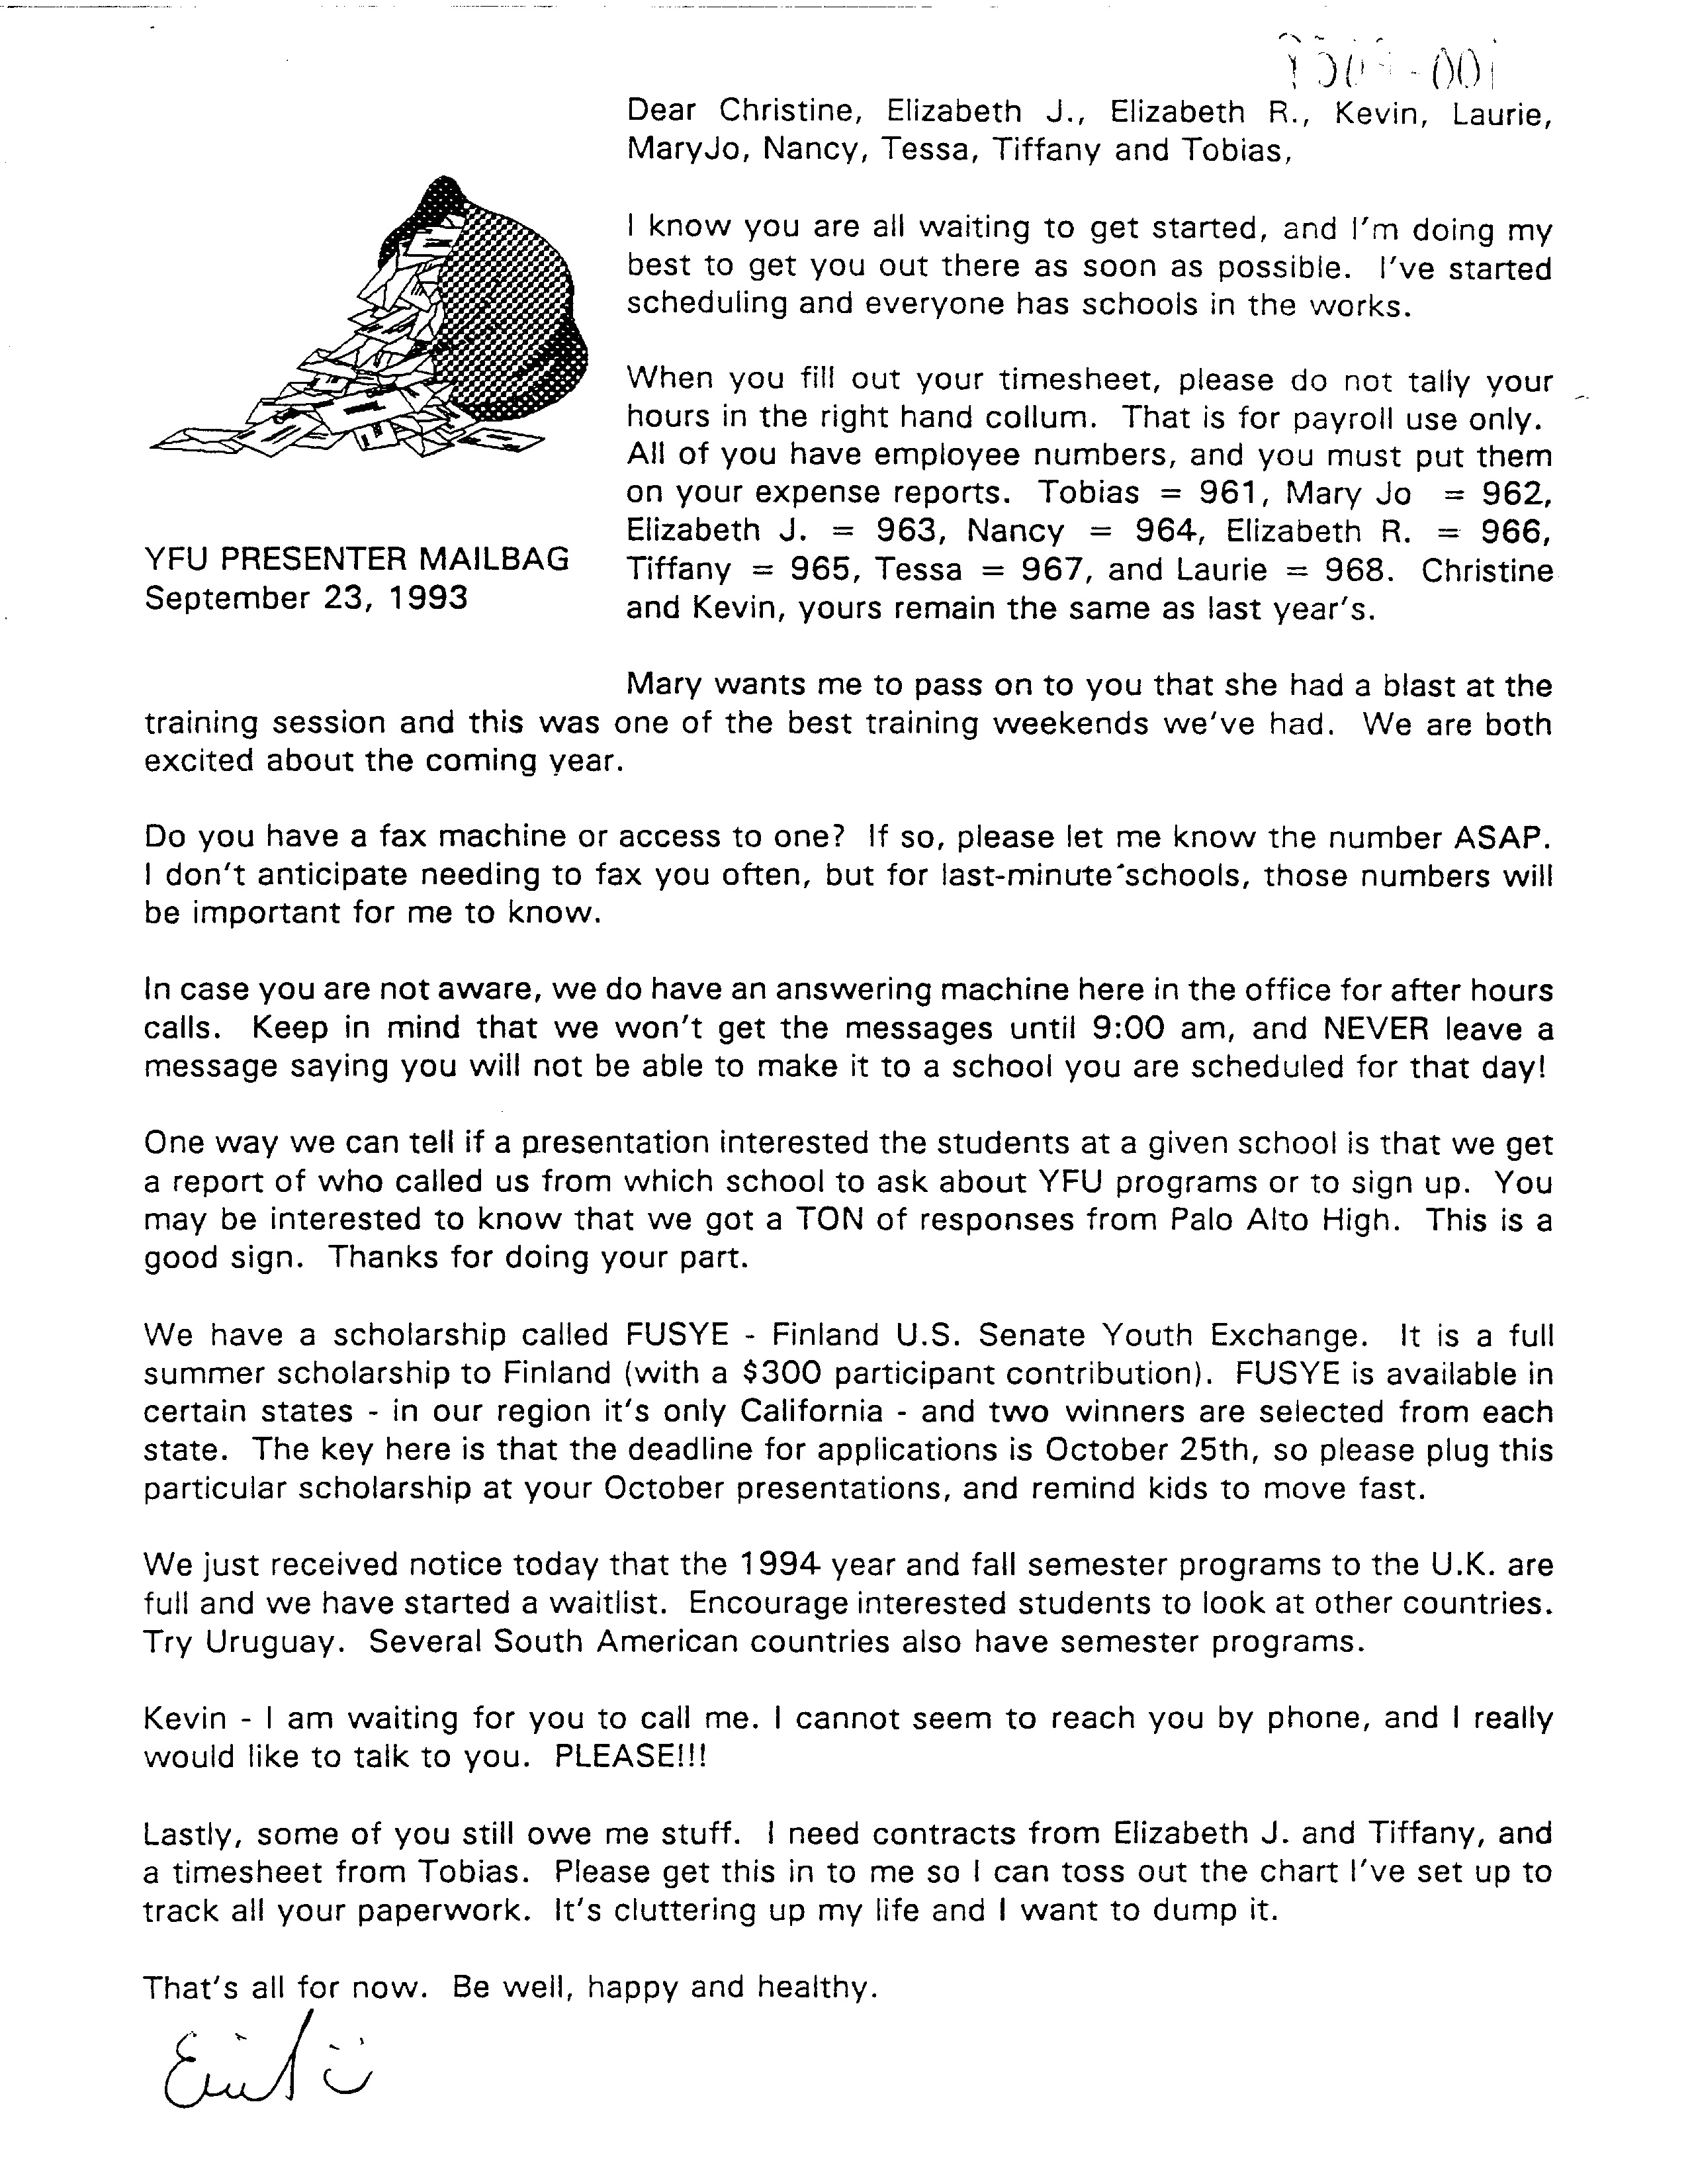 Dear Christine, Elizabeth J., Elizabeth R., Kevin, Laurie,
MaryJo, Nancy, Tessa, Tiffany and Tobias,
I know you are all waiting to get started, and I'm doing my
best to get you out there as soon as possible. I've started
scheduling and everyone has schools in the works.
When you fill out your timesheet, please do not tally your
hours in the right hand collum. That is for payroll use only.
All of you have employee numbers, and you must put them
on your expense reports. Tobias = 961, Mary Jo = 962,
Elizabeth J. = 963, Nancy = 964, Elizabeth R. = 966,
Tiffany = 965, Tessa = 967, and Laurie = 968. Christine
and Kevin, yours remain the same as last year's.
YFU PRESENTER MAILBAG
September 23, 1993
Mary wants me to pass on to you that she had a blast at the
training session and this was one of the best training weekends we've had. We are both
excited about the coming year.
Do you have a fax machine or access to one? If so, please let me know the number ASAP.
I don't anticipate needing to fax you often, but for last-minute schools, those numbers will
be important for me to know.
In case you are not aware, we do have an answering machine here in the office for after hours
calls. Keep in mind that we won't get the messages until 9:00 am, and NEVER leave a
message saying you will not be able to make it to a school you are scheduled for that day!
One way we can tell if a presentation interested the students at a given school is that we get
a report of who called us from which school to ask about YFU programs or to sign up. You
may be interested to know that we got a TON of responses from Palo Alto High. This is a
good sign. Thanks for doing your part.
We have a scholarship called FUSYE - Finland U.S. Senate Youth Exchange. It is a full
summer scholarship to Finland (with a $300 participant contribution). FUSYE is available in
certain states - in our region it's only California - and two winners are selected from each
state. The key here is that the deadline for applications is October 25th, so please plug this
particular scholarship at your October presentations, and remind kids to move fast.
We just received notice today that the 1994 year and fall semester programs to the U.K. are
full and we have started a waitlist. Encourage interested students to look at other countries.
Try Uruguay. Several South American countries also have semester programs.
Kevin - I am waiting for you to call me. I cannot seem to reach you by phone, and I really
would like to talk to you. PLEASE!!!
Lastly, some of you still owe me stuff. I need contracts from Elizabeth J. and Tiffany, and
a timesheet from Tobias. Please get this in to me so I can toss out the chart I've set up to
track all your paperwork. It's cluttering up my life and I want to dump it.
That's all for now. Be well, happy and healthy.